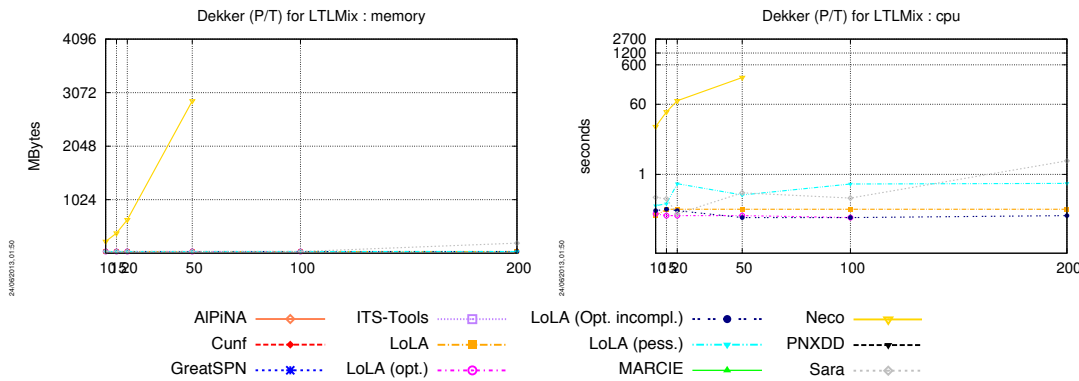 Dekker (P/T) for LTLMix : memory
4096
3072
2048
1024
MBytes
10 15 20 50 100 200
24/06/2013, 01:50
Dekker (P/T) for LTLMix : cpu
2700
1200
600
60
1
seconds
10 15 20 50 100 200
24/06/2013, 01:50
AlPiNA
Cunf
GreatSPN
ITS-Tools
LoLA
LoLA (opt.)
LoLA (Opt. incompl.)
LoLA (pess.)
MARCIE
Neco
PNXDD
Sara